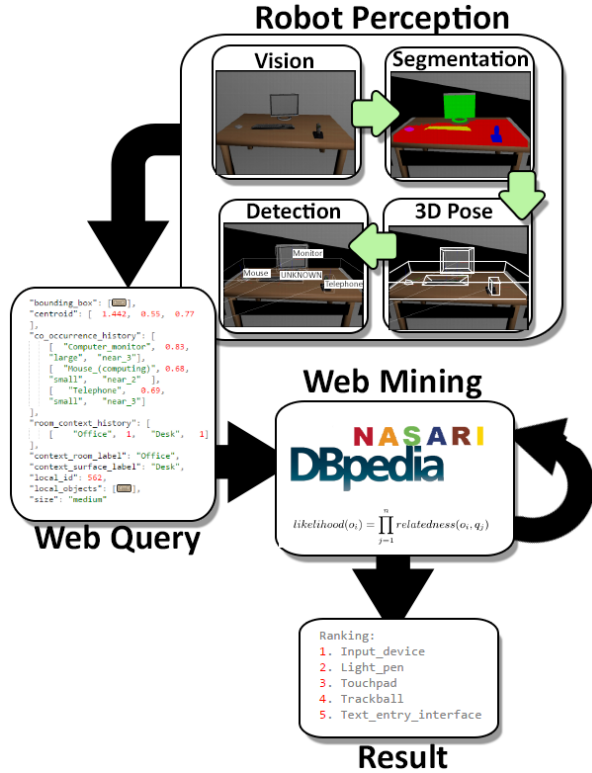 Robot Perception
Vision
Segmentation
Detection
3D Pose
Monitor
Mouse
UNKNOWN
Telephone
"bounding_box": [ ],
"centroid": [ 1.442, 0.55, 0.77
],
"co_occurrence_history": [
[ "Computer_monitor", 0.83,
"large", "near_3"],
[ "Mouse_(computing)", 0.68,
"small", "near_2" ],
[ "Telephone", 0.69,
"small", "near_3"]
],
"room_context_history": [
[ "Office", 1, "Desk", 1]
],
"context_room_label": "Office",
"context_surface_label": "Desk",
"local_id": 562,
"local_objects": [ ],
"size": "medium"
Web Query
Web Mining
NASARI
DBpedia
likelihood(o_i) = ∏_{j=1}^{n} relatedness(o_i, q_j)
Ranking:
1. Input_device
2. Light_pen
3. Touchpad
4. Trackball
5. Text_entry_interface
Result